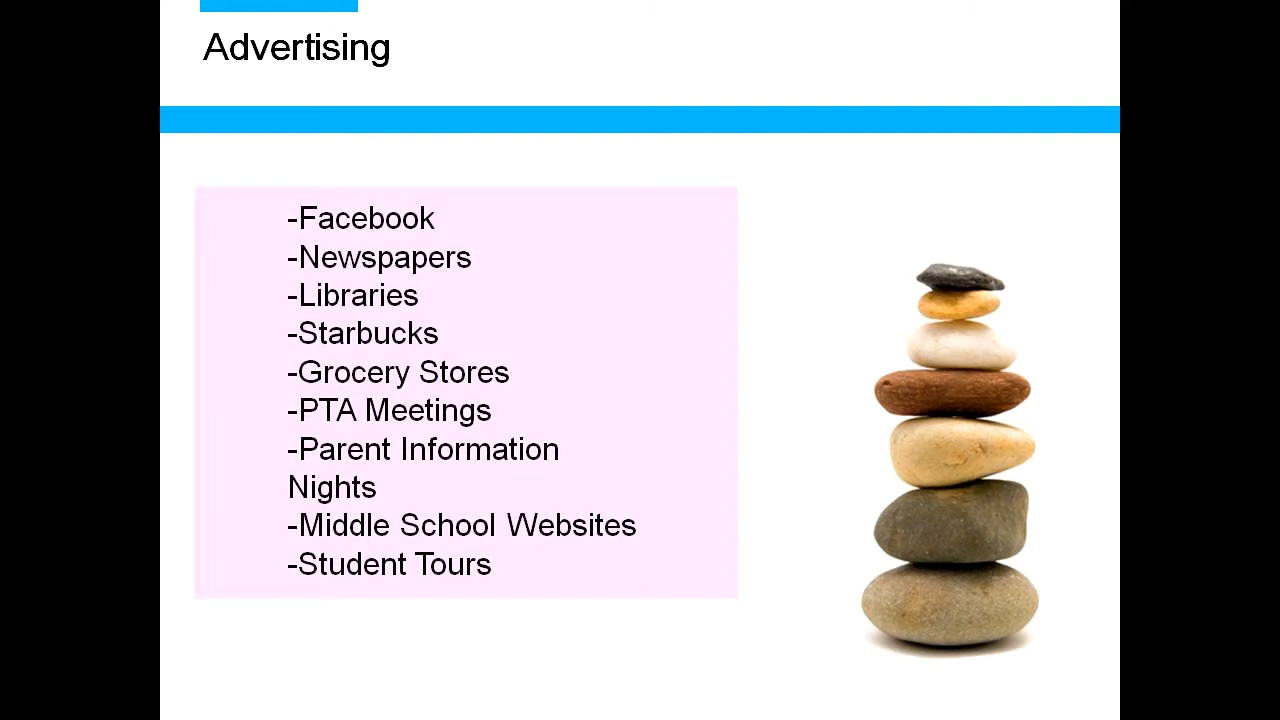 Advertising
-Facebook
-Newspapers
-Libraries
-Starbucks
-Grocery Stores
-PTA Meetings
-Parent Information
Nights
-Middle School Websites
-Student Tours